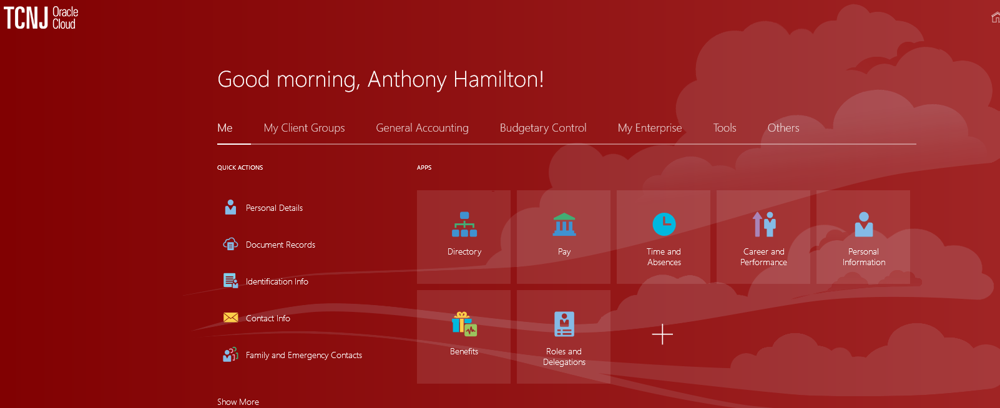 TCNJ Oracle
Cloud
Good morning, Anthony Hamilton!
Me My Client Groups General Accounting Budgetary Control My Enterprise Tools Others
QUICK ACTIONS
Personal Details
Document Records
Identification Info
Contact Info
Family and Emergency Contacts
Show More
APPS
Directory
Pay
Time and
Absences
Career and
Performance
Personal
Information
Benefits
Roles and
Delegations